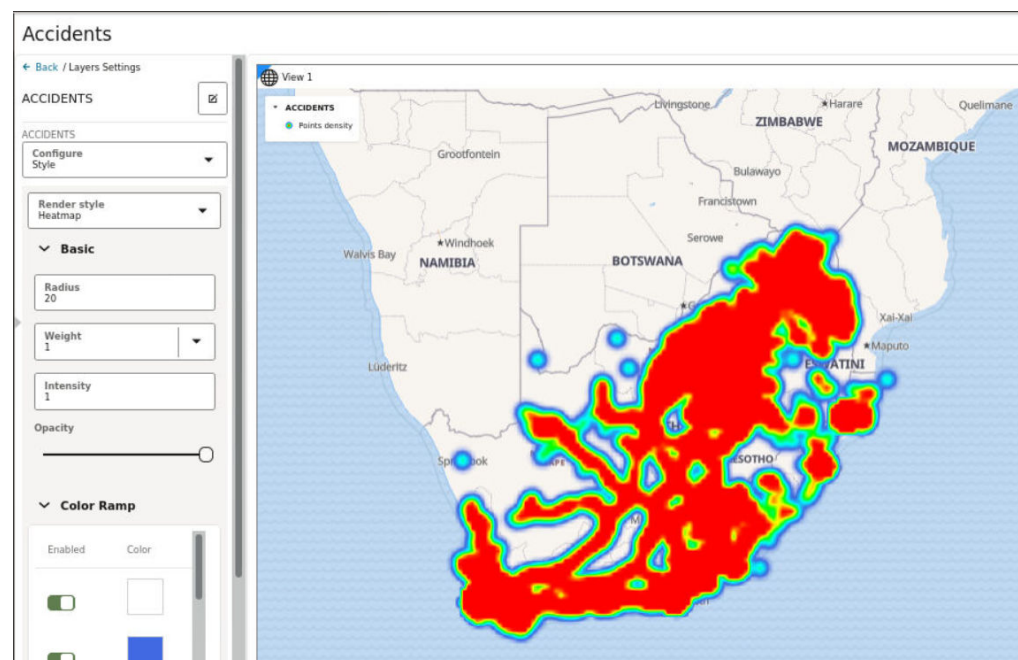 Accidents
← Back / Layers Settings
ACCIDENTS
ACCIDENTS
Configure
Style
Render style
Heatmap
Basic
Radius
20
Weight
1
Intensity
1
Opacity
Color Ramp
Enabled Color
View 1
ACCIDENTS
Points density
Livingstone
Harare
Quelimane
ZIMBABWE
MOZAMBIQUE
Grootfontein
Bulawayo
Francistown
Serowe
Windhoek
Walvis Bay
NAMIBIA
BOTSWANA
Xai-Xai
Maputo
Lüderitz